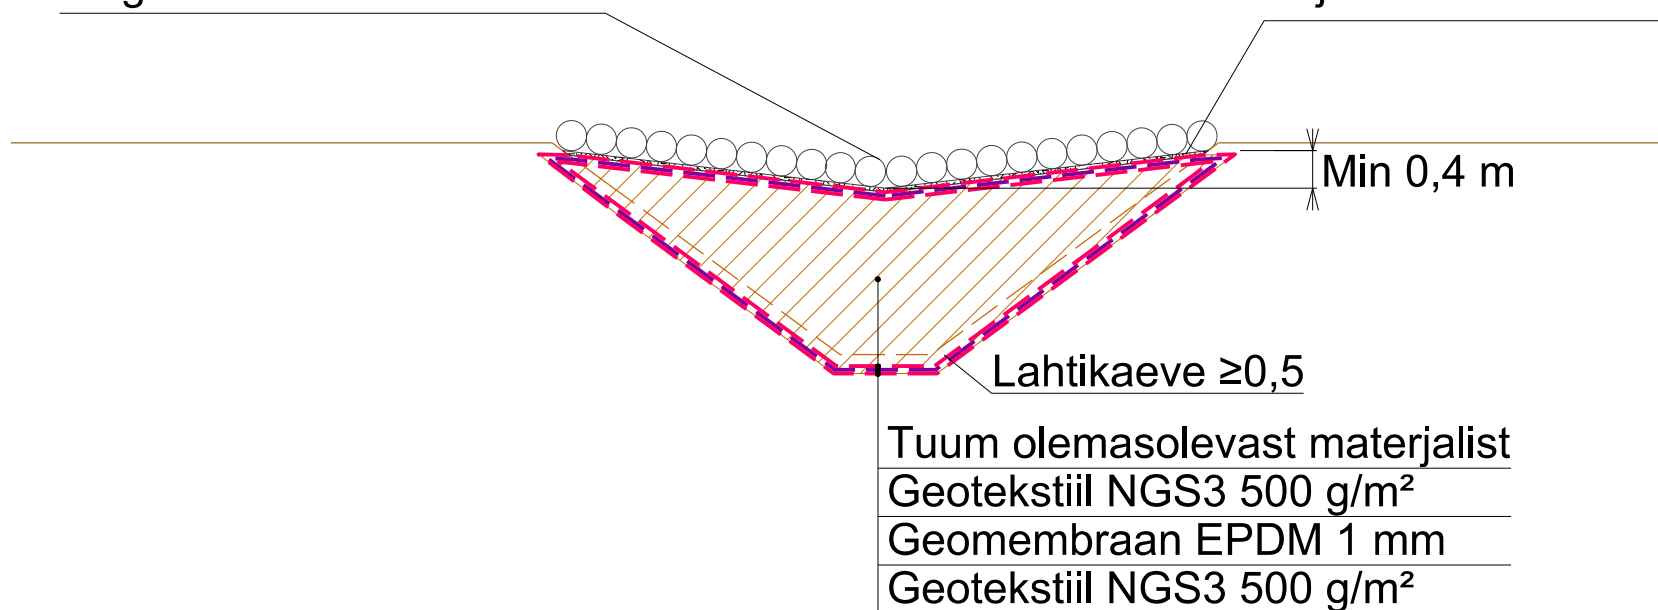 Min 0,4 m
Lahtikaeve ≥0,5
Tuum olemasolevast materjalist
Geotekstiil NGS3 500 g/m²
Geomembraan EPDM 1 mm
Geotekstiil NGS3 500 g/m²